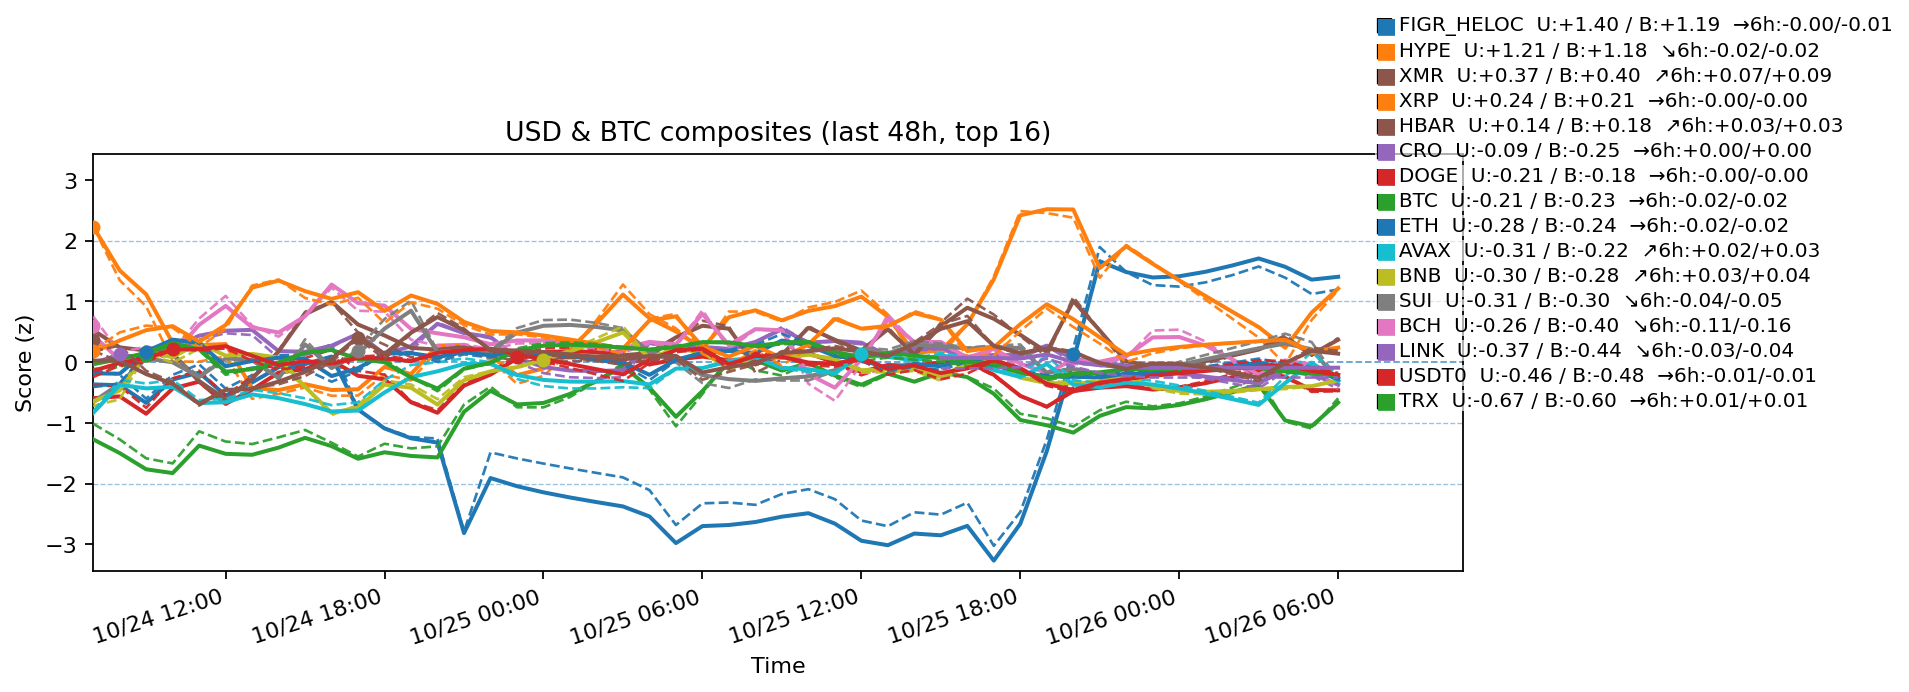 FIGR_HELOC U:+1.40 / B:+1.19 →6h:-0.00/-0.01
HYPE U:+1.21 / B:+1.18 ↘6h:-0.02/-0.02
XMR U:+0.37 / B:+0.40 ↗6h:+0.07/+0.09
XRP U:+0.24 / B:+0.21 →6h:-0.00/-0.00
HBAR U:+0.14 / B:+0.18 ↗6h:+0.03/+0.03
CRO U:-0.09 / B:-0.25 →6h:+0.00/+0.00
DOGE U:-0.21 / B:-0.18 →6h:-0.00/-0.00
BTC U:-0.21 / B:-0.23 →6h:-0.02/-0.02
ETH U:-0.28 / B:-0.24 →6h:-0.02/-0.02
AVAX U:-0.31 / B:-0.22 ↗6h:+0.02/+0.03
BNB U:-0.30 / B:-0.28 ↗6h:+0.03/+0.04
SUI U:-0.31 / B:-0.30 ↘6h:-0.04/-0.05
BCH U:-0.26 / B:-0.40 ↘6h:-0.11/-0.16
LINK U:-0.37 / B:-0.44 ↘6h:-0.03/-0.04
USDT0 U:-0.46 / B:-0.48 →6h:-0.01/-0.01
TRX U:-0.67 / B:-0.60 →6h:+0.01/+0.01
USD & BTC composites (last 48h, top 16)
Score (z)
3
2
1
0
−1
−2
−3
10/24 12:00
10/24 18:00
10/25 00:00
10/25 06:00
10/25 12:00
10/25 18:00
10/26 00:00
10/26 06:00
Time